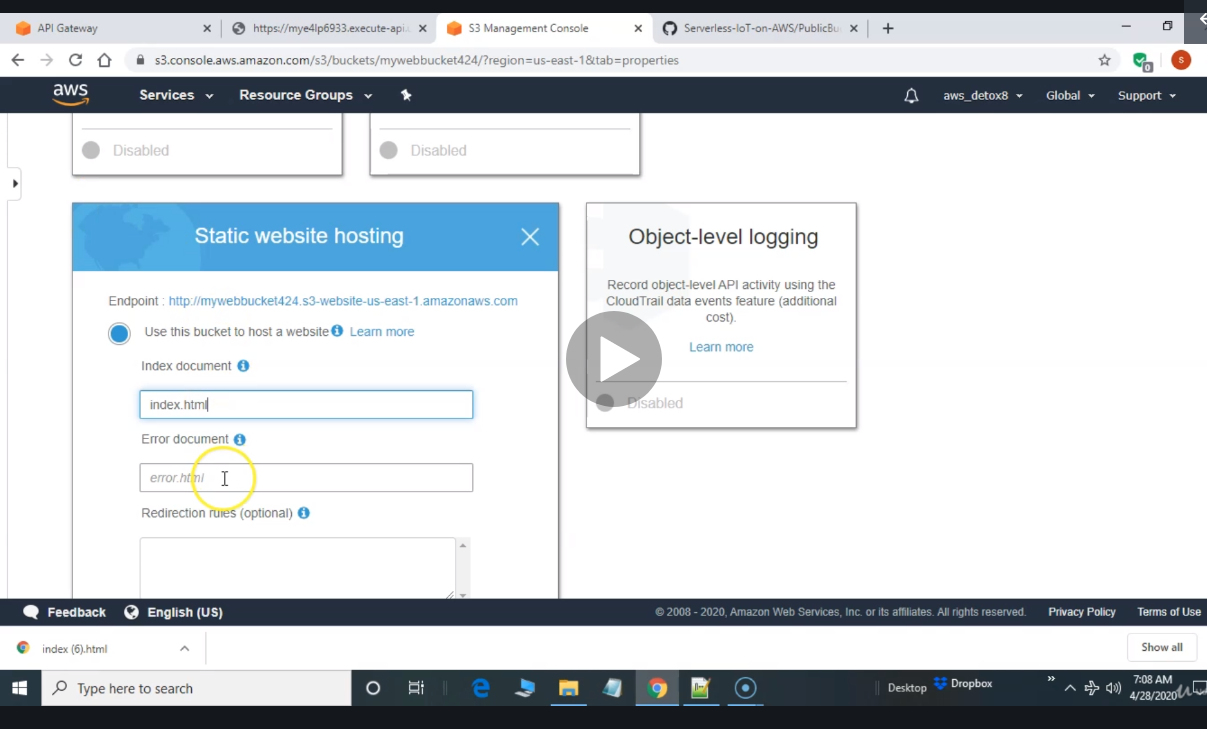 API Gateway
https://mye4lp6933.execute-api.
S3 Management Console
Serverless-IoT-on-AWS/PublicBu
s3.console.aws.amazon.com/s3/buckets/mywebbucket424/?region=us-east-1&tab=properties
0
S
aws
Services
Resource Groups
aws_detox8
Global
Support
Disabled
Disabled
Static website hosting
Object-level logging
Endpoint : http://mywebbucket424.s3-website-us-east-1.amazonaws.com
Use this bucket to host a website
Learn more
Index document
index.html
Error document
error.html
Redirection rules (optional)
Record object-level API activity using the
CloudTrail data events feature (additional
cost).
Learn more
Disabled
Feedback
English (US)
© 2008 - 2020, Amazon Web Services, Inc. or its affiliates. All rights reserved.
Privacy Policy
Terms of Use
index (6).html
Show all
Type here to search
Desktop
Dropbox
7:08 AM
4/28/2020